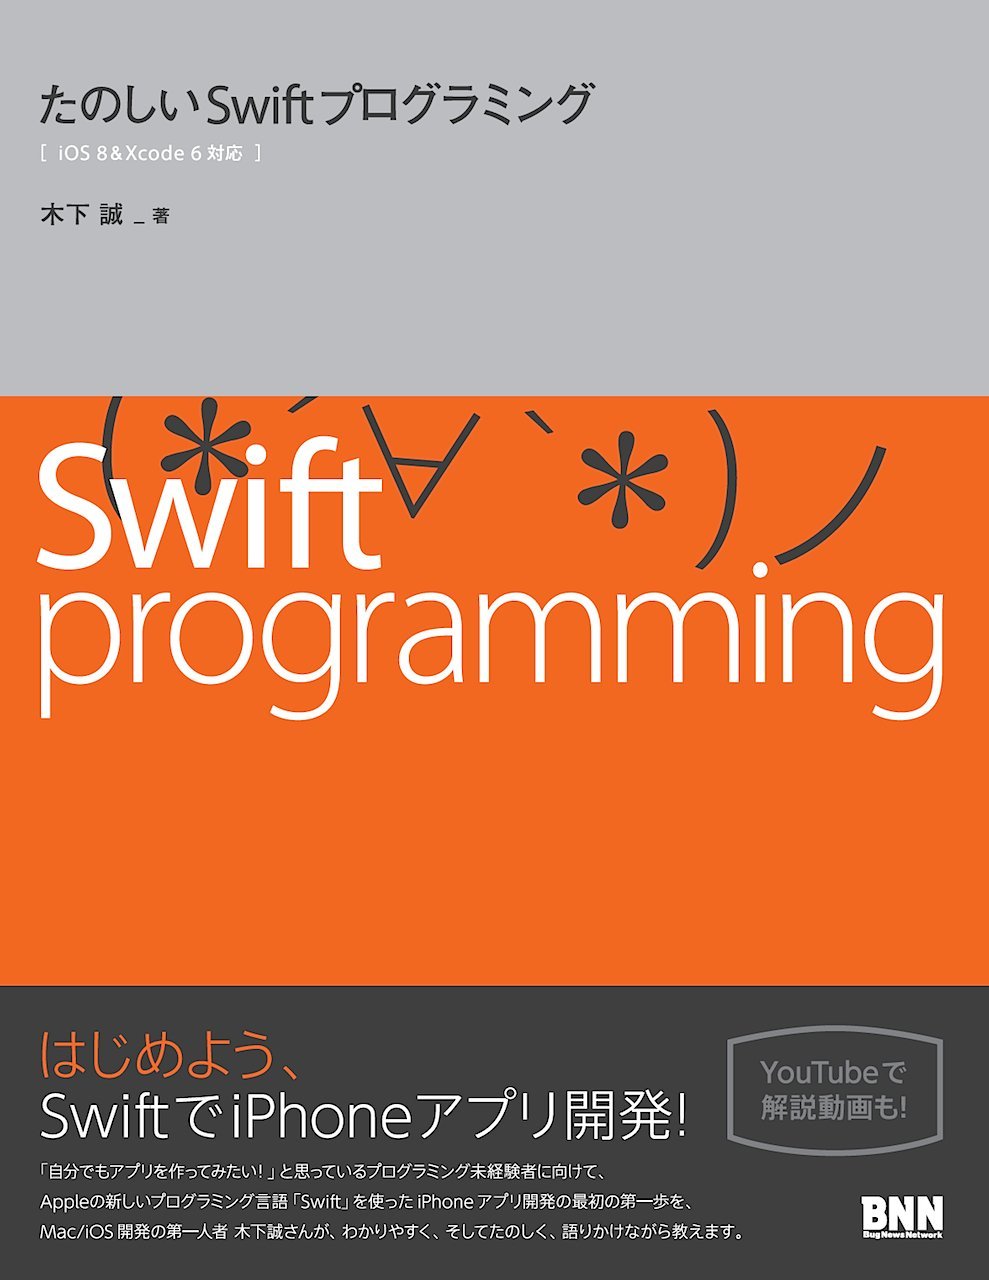 たのしいSwiftプログラミング
[ iOS 8&Xcode 6 対応 ]
木下 誠 _ 著
(*´∀`*)ノ
Swift
programming
はじめよう、
SwiftでiPhoneアプリ開発!
YouTubeで
解説動画も!
「自分でもアプリを作ってみたい!」と思っているプログラミング未経験者に向けて、
Appleの新しいプログラミング言語「Swift」を使ったiPhoneアプリ開発の最初の第一歩を、
Mac/iOS開発の第一人者 木下誠さんが、わかりやすく、そしてたのしく、語りかけながら教えます。
BNN
BugNewsNetwork